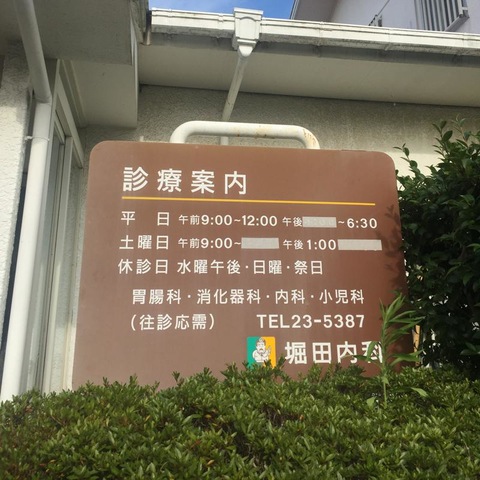 診療案内
平 日 午前9:00~12:00 午後 ~6:30
土曜日 午前9:00~ 午後1:00
休診日 水曜午後・日曜・祭日
胃腸科・消化器科・内科・小児科
(往診応需) TEL23-5387
堀田内科